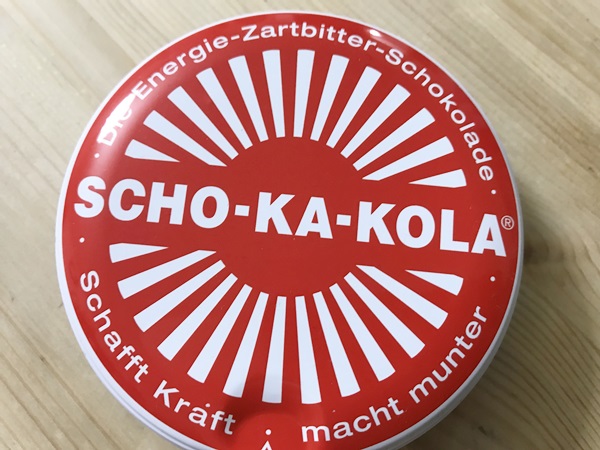 · Die Energie-Zartbitter-Schokolade ·
SCHO-KA-KOLA®
· Schafft Kraft · macht munter ·